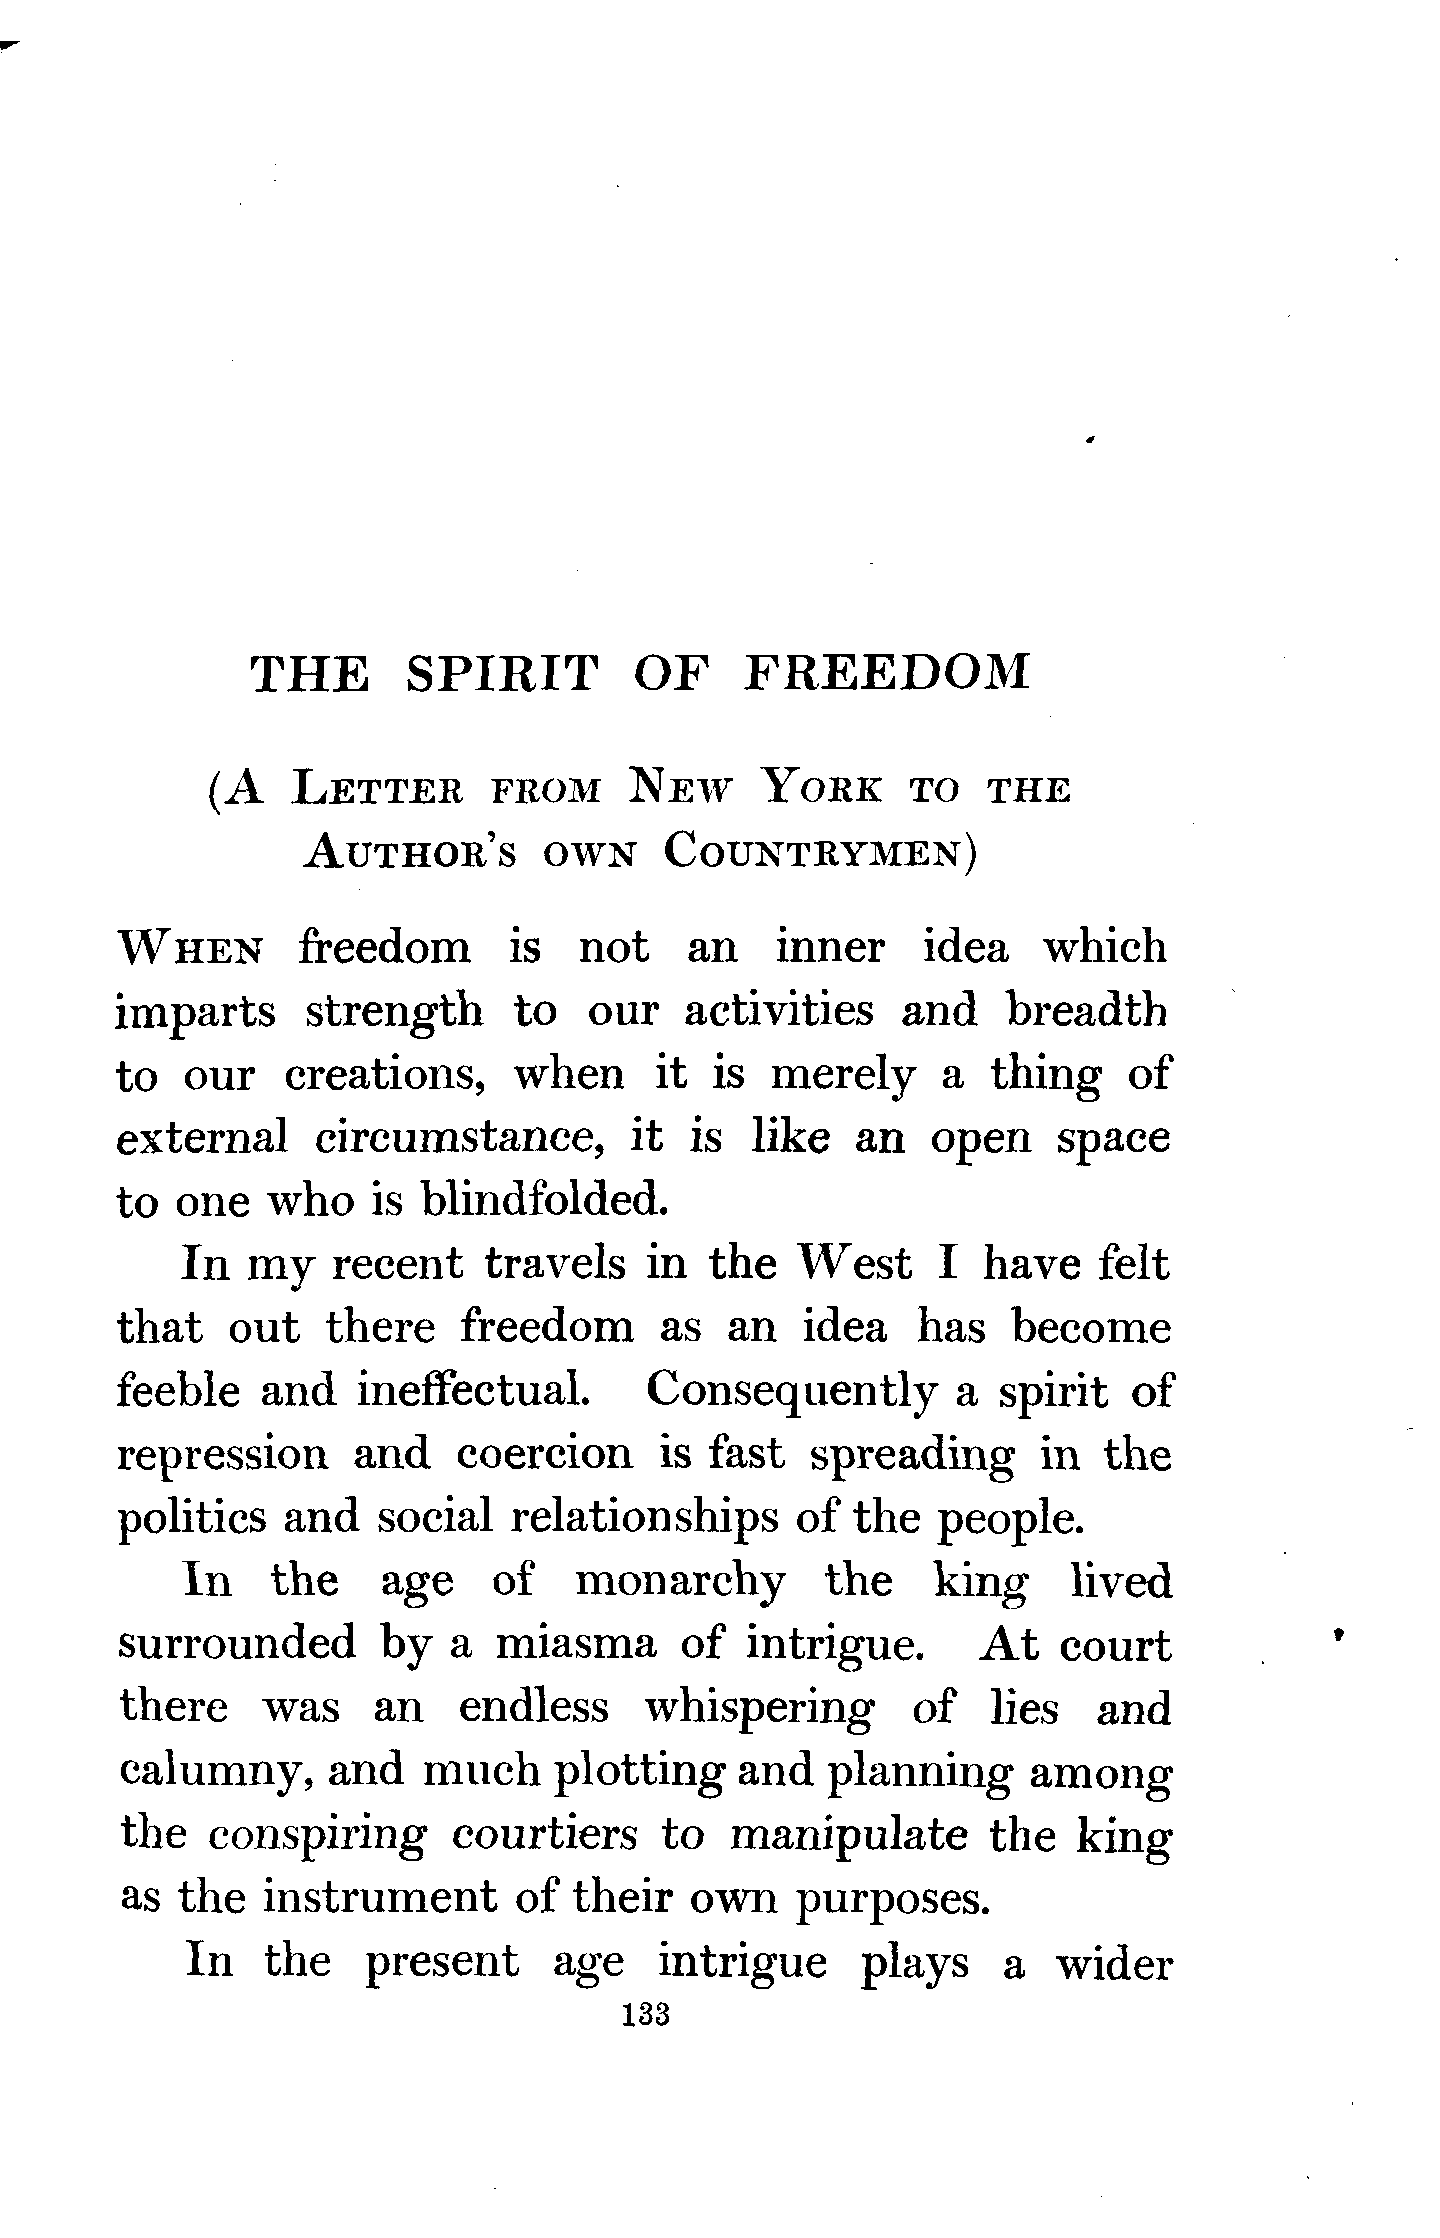 THE SPIRIT OF FREEDOM
(A Letter from New York to the
Author's own Countrymen)
When freedom is not an inner idea which
imparts strength to our activities and breadth
to our creations, when it is merely a thing of
external circumstance, it is like an open space
to one who is blindfolded.
In my recent travels in the West I have felt
that out there freedom as an idea has become
feeble and ineffectual. Consequently a spirit of
repression and coercion is fast spreading in the
politics and social relationships of the people.
In the age of monarchy the king lived
surrounded by a miasma of intrigue. At court
there was an endless whispering of lies and
calumny, and much plotting and planning among
the conspiring courtiers to manipulate the king
as the instrument of their own purposes.
In the present age intrigue plays a wider
133